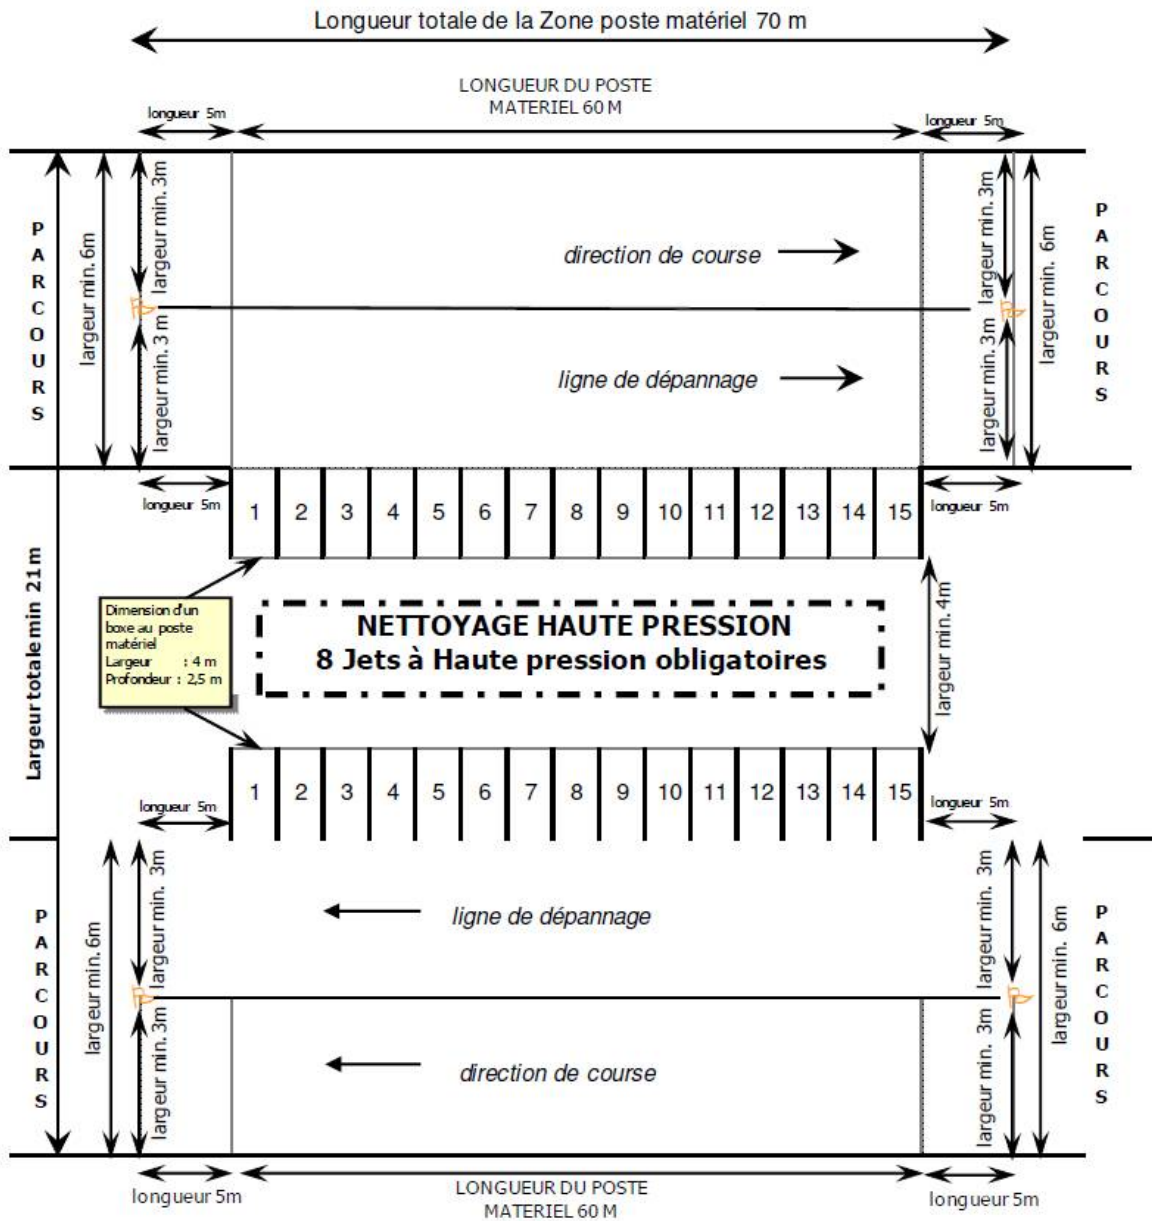 Longueur totale de la Zone poste matériel 70 m
LONGUEUR DU POSTE
MATERIEL 60 M
longueur 5m
longueur 5m
PARCOURS
largeur min. 6m
largeur min. 3m
largeur min. 3 m
direction de course
ligne de dépannage
largeur min. 3m
largeur min. 3m
largeur min. 6m
PARCOURS
longueur 5m
1 2 3 4 5 6 7 8 9 10 11 12 13 14 15
longueur 5m
Largeur totale min 21 m
Dimension d'un
boxe au poste
matériel
Largeur : 4 m
Profondeur : 2,5 m
NETTOYAGE HAUTE PRESSION
8 Jets à Haute pression obligatoires
largeur min. 4m
longueur 5m
1 2 3 4 5 6 7 8 9 10 11 12 13 14 15
longueur 5m
PARCOURS
largeur min. 6m
largeur min. 3m
largeur min. 3m
ligne de dépannage
direction de course
largeur min. 3m
largeur min. 3m
largeur min. 6m
PARCOURS
longueur 5m
LONGUEUR DU POSTE
MATERIEL 60 M
longueur 5m